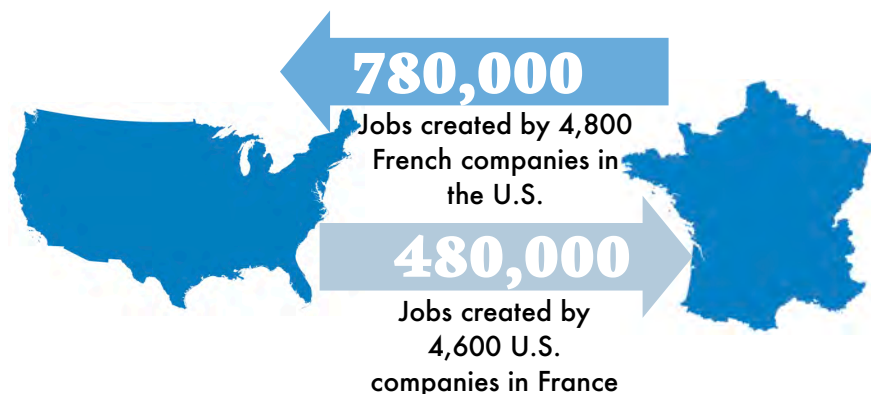 780,000
Jobs created by 4,800
French companies in
the U.S.
480,000
Jobs created by
4,600 U.S.
companies in France